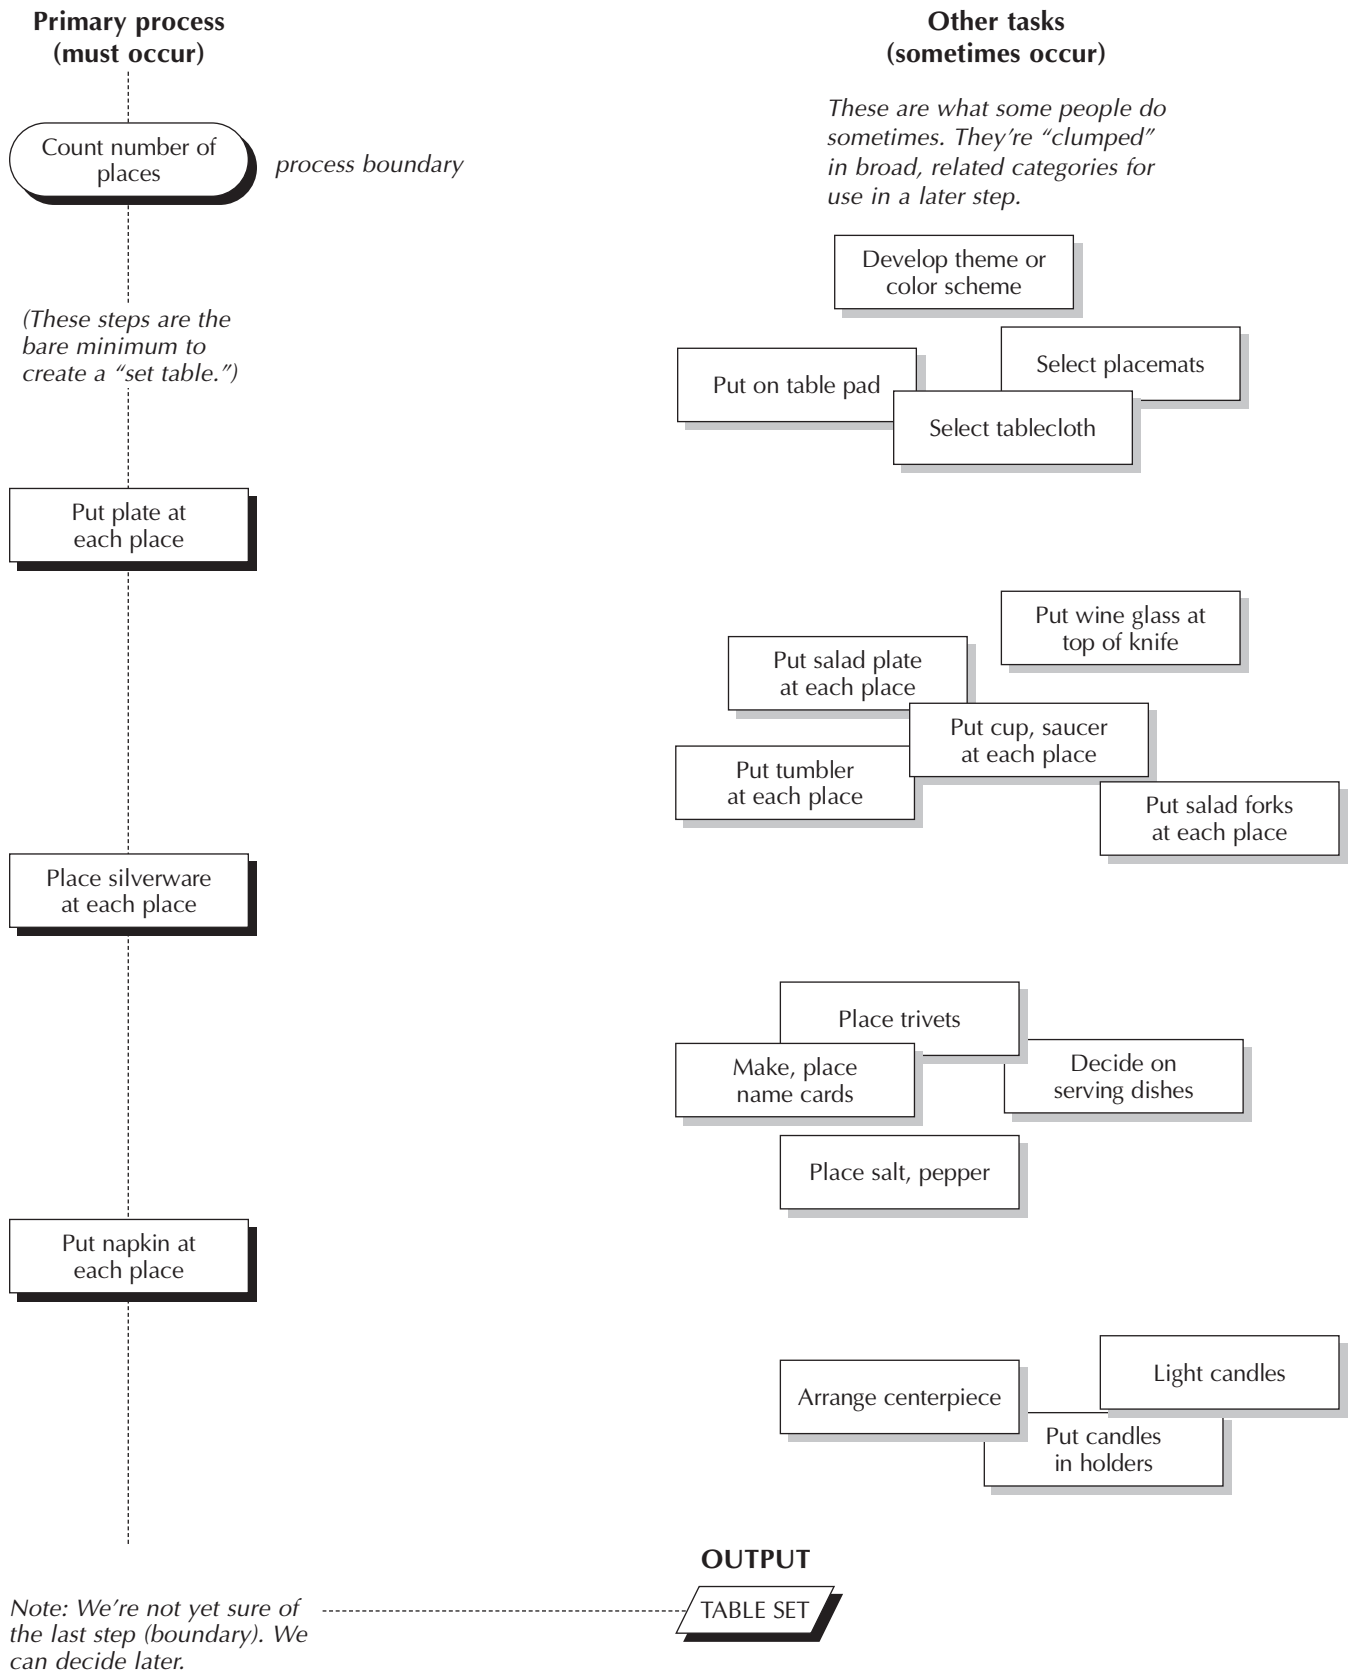 Primary process
(must occur)
Count number of
places
process boundary
(These steps are the
bare minimum to
create a “set table.”)
Put plate at
each place
Place silverware
at each place
Put napkin at
each place
Note: We’re not yet sure of
the last step (boundary). We
can decide later.
Other tasks
(sometimes occur)
These are what some people do
sometimes. They’re “clumped”
in broad, related categories for
use in a later step.
Develop theme or
color scheme
Select placemats
Put on table pad
Select tablecloth
Put wine glass at
top of knife
Put salad plate
at each place
Put cup, saucer
at each place
Put tumbler
at each place
Put salad forks
at each place
Place trivets
Make, place
name cards
Decide on
serving dishes
Place salt, pepper
Light candles
Arrange centerpiece
Put candles
in holders
OUTPUT
TABLE SET